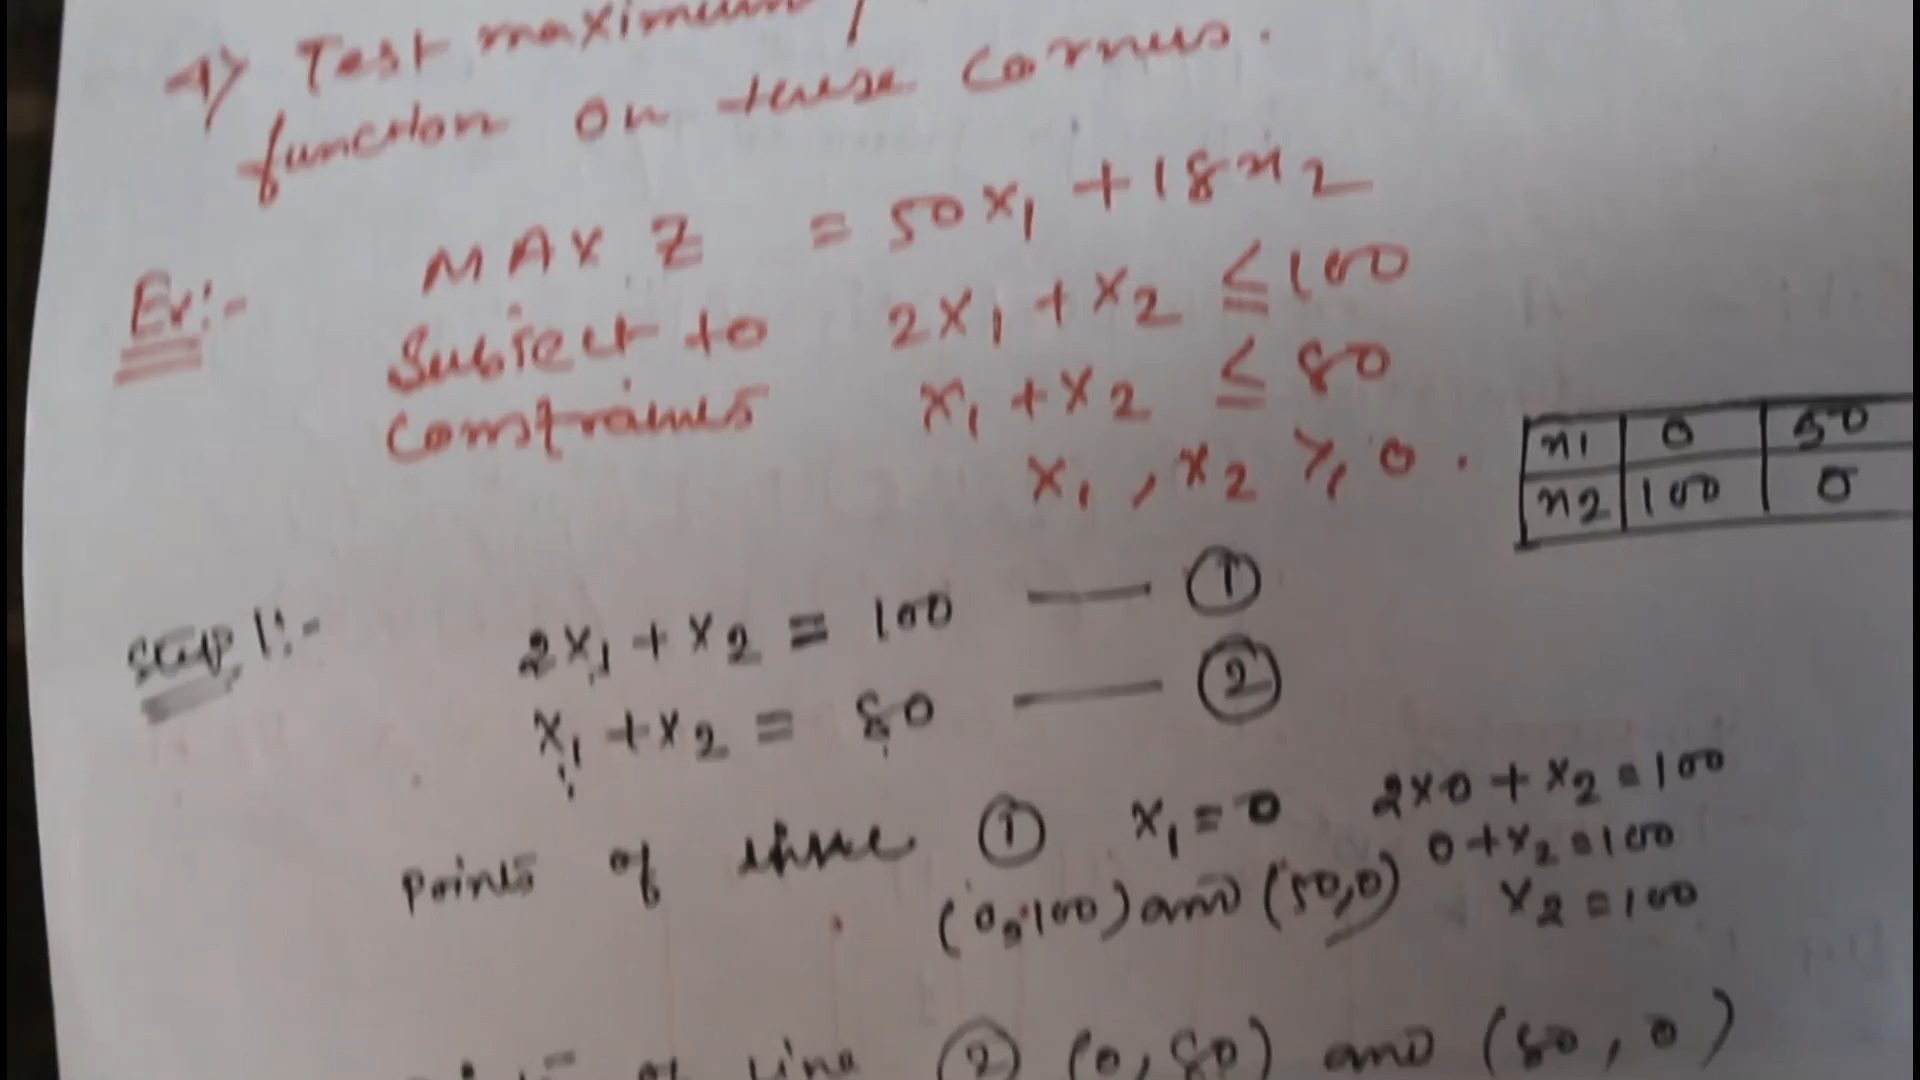 4) Test maximum
function on these corners.
Ex:- MAX Z = 50x1 + 18x2
Subject to 2x1 + x2 ≤ 100
constraints x1 + x2 ≤ 80
x1, x2 ≥ 0.
x1 | 0 | 50
x2 | 100 | 0
Step 1:- 2x1 + x2 = 100 — ①
x1 + x2 = 80 — ②
points of line ① x1 = 0 2x0 + x2 = 100
0 + x2 = 100
(0,100) and (50,0) x2 = 100
of line ② (0, 80) and (80, 0)